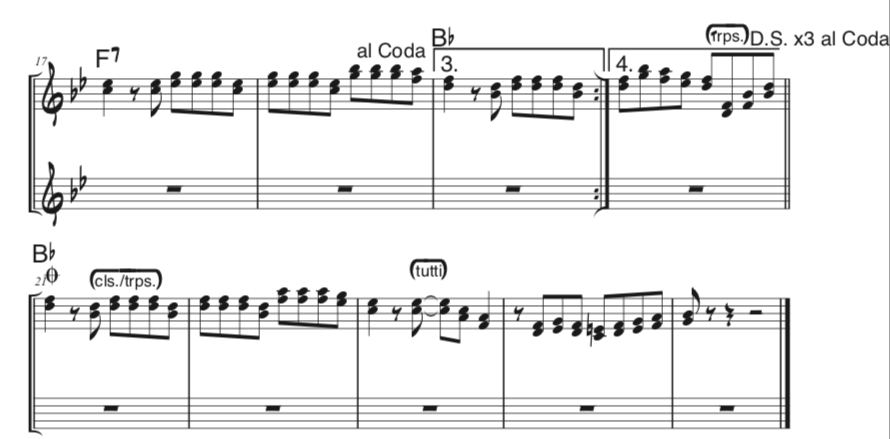 (trps.) D.S. x3 al Coda
17 F7 al Coda B♭
3. 4.
B♭
21 (cls./trps.) (tutti)